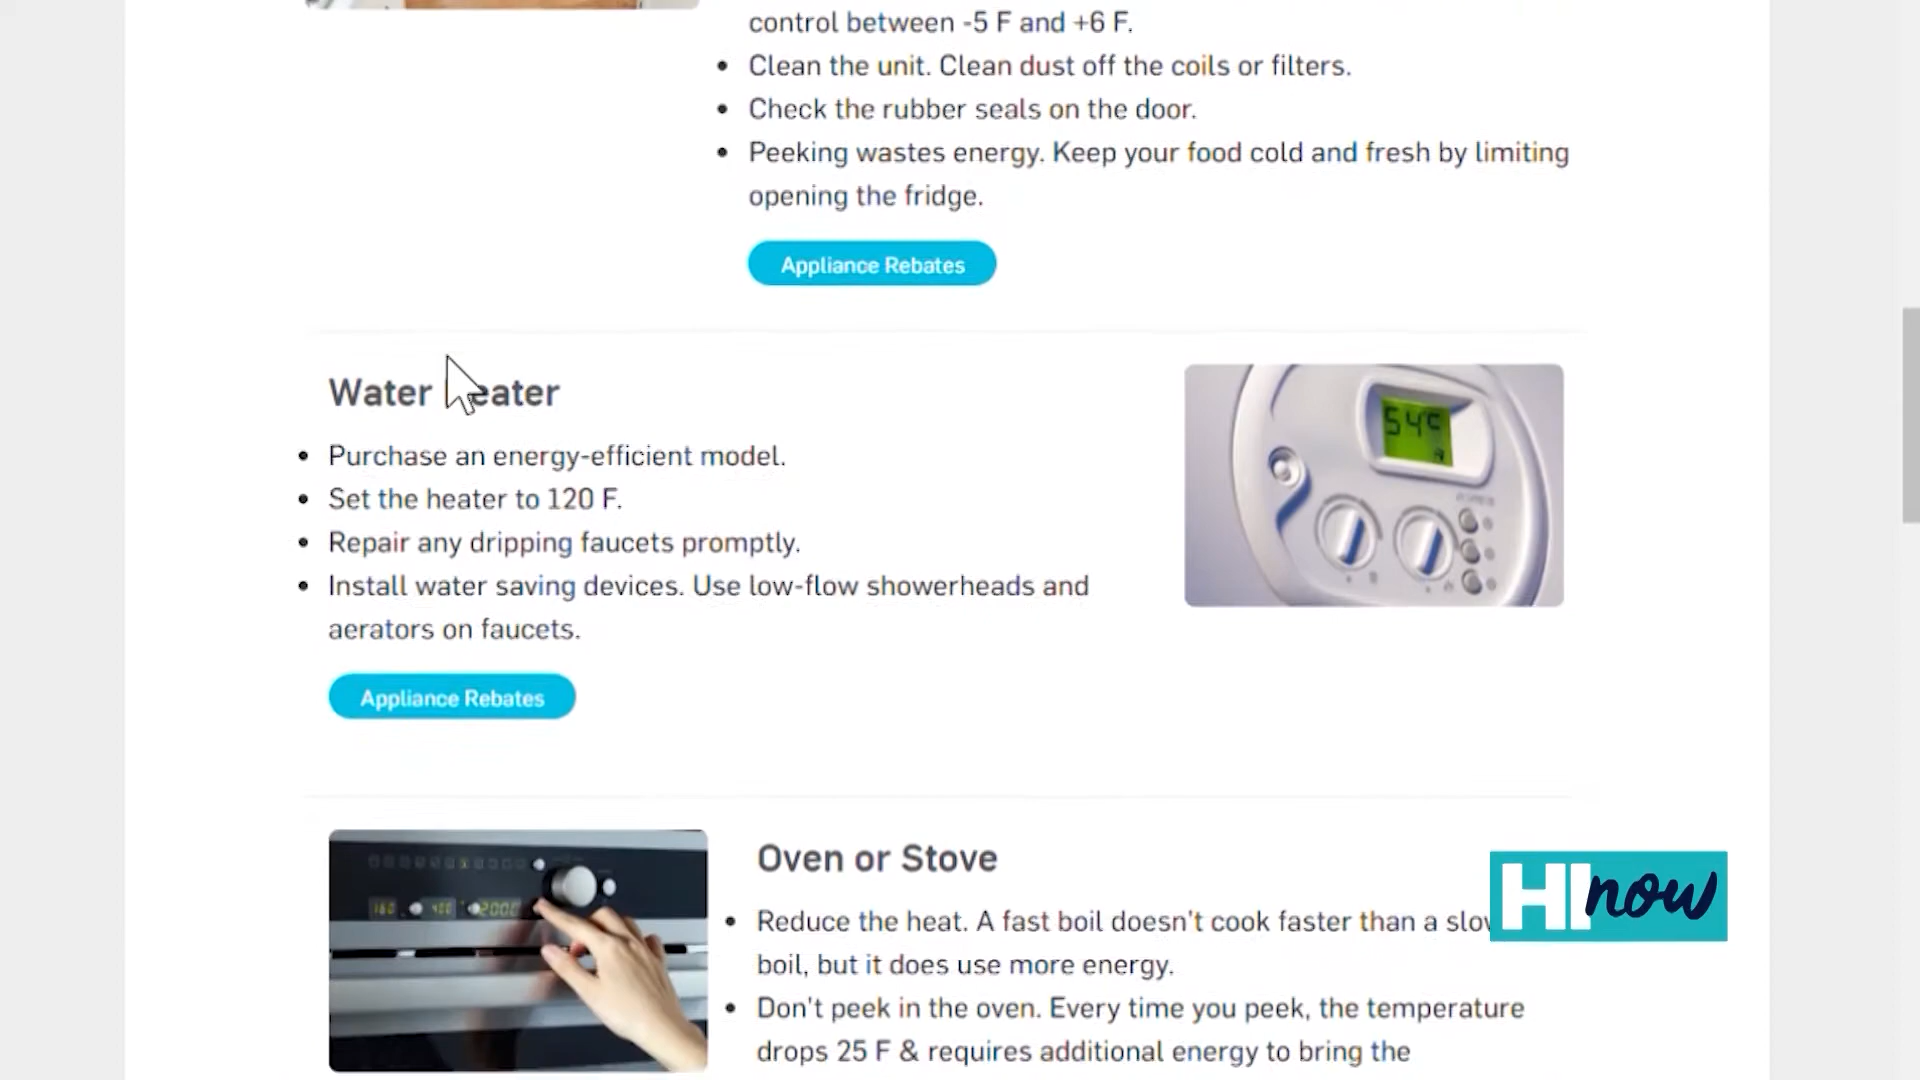 control between -5 F and +6 F.
Clean the unit. Clean dust off the coils or filters.
Check the rubber seals on the door.
Peeking wastes energy. Keep your food cold and fresh by limiting
opening the fridge.
Appliance Rebates
Water eater
Purchase an energy-efficient model.
Set the heater to 120 F.
Repair any dripping faucets promptly.
Install water saving devices. Use low-flow showerheads and
aerators on faucets.
Appliance Rebates
54c
Oven or Stove
Reduce the heat. A fast boil doesn't cook faster than a slow
boil, but it does use more energy.
Don't peek in the oven. Every time you peek, the temperature
drops 25 F & requires additional energy to bring the
HI now